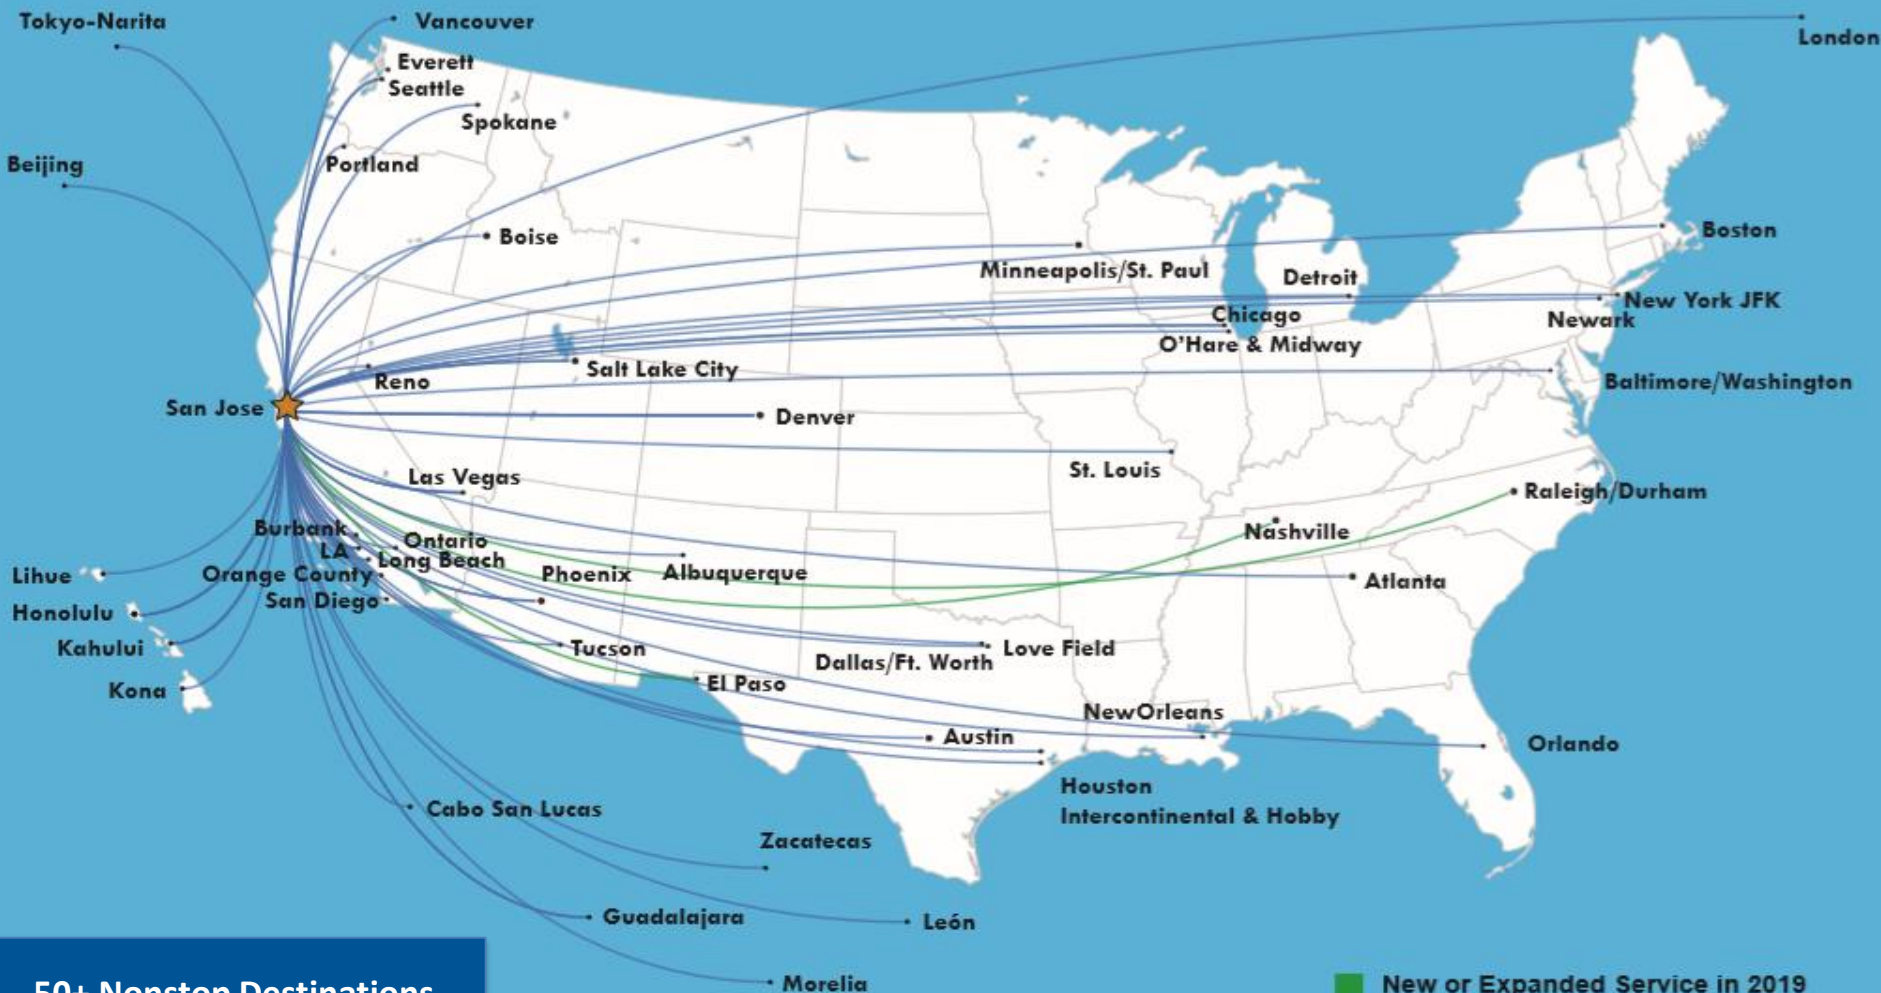 Tokyo-Narita
Vancouver
London
Everett
Seattle
Spokane
Portland
Beijing
Boise
Boston
Minneapolis/St. Paul
Detroit
New York JFK
Newark
Chicago
O'Hare & Midway
Salt Lake City
Reno
Baltimore/Washington
San Jose
Denver
St. Louis
Las Vegas
Raleigh/Durham
Nashville
Burbank
Ontario
LA
Long Beach
Lihue
Orange County
Phoenix
Albuquerque
Atlanta
San Diego
Honolulu
Kahului
Tucson
Love Field
Dallas/Ft. Worth
Kona
El Paso
NewOrleans
Austin
Orlando
Houston
Intercontinental & Hobby
Cabo San Lucas
Zacatecas
Guadalajara
León
Morelia
50+ Nonstop Destinations
New or Expanded Service in 2019